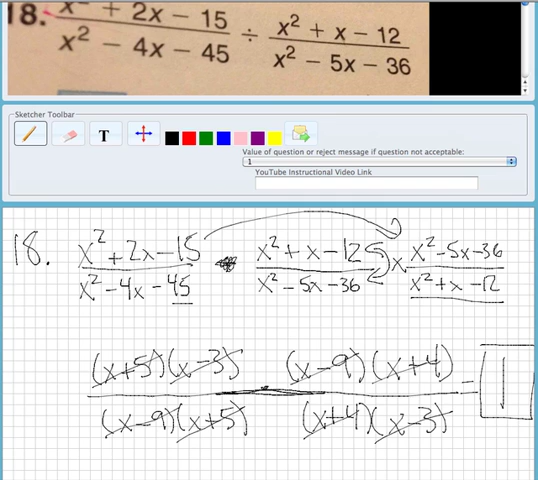 18. x² + 2x − 15 / x² − 4x − 45 ÷ x² + x − 12 / x² − 5x − 36
Sketcher Toolbar
T
Value of question or reject message if question not acceptable:
1
YouTube Instructional Video Link
18. x²+2x−15 / x²−4x−45 x²+x−12 / x²−5x−36 × x²−5x−36 / x²+x−12
(x+5)(x−3) (x−9)(x+4) / (x−9)(x+5) (x+4)(x−3) = 1